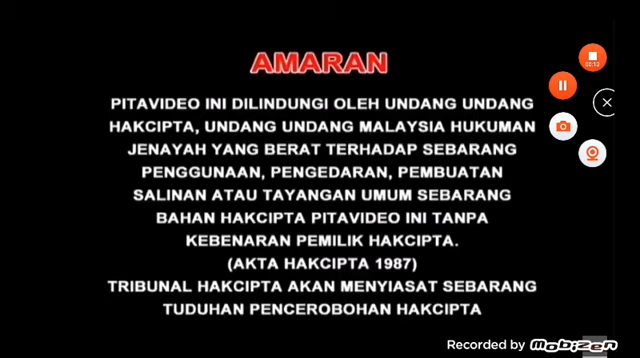 AMARAN
PITAVIDEO INI DILINDUNGI OLEH UNDANG UNDANG
HAKCIPTA, UNDANG UNDANG MALAYSIA HUKUMAN
JENAYAH YANG BERAT TERHADAP SEBARANG
PENGGUNAAN, PENGEDARAN, PEMBUATAN
SALINAN ATAU TAYANGAN UMUM SEBARANG
BAHAN HAKCIPTA PITAVIDEO INI TANPA
KEBENARAN PEMILIK HAKCIPTA.
(AKTA HAKCIPTA 1987)
TRIBUNAL HAKCIPTA AKAN MENYIASAT SEBARANG
TUDUHAN PENCEROBOHAN HAKCIPTA
00:12
Recorded by Mobizen